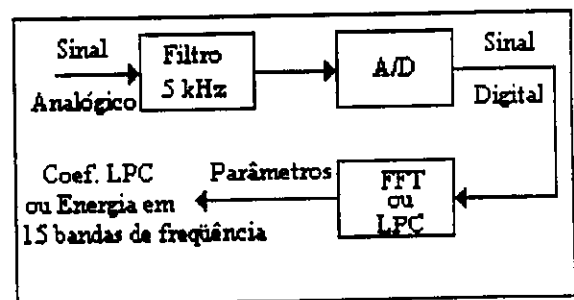 Sinal
Analógico
Filtro
5 kHz
A/D
Sinal
Digital
FFT
ou
LPC
Parâmetros
Coef. LPC
ou Energia em
15 bandas de freqüência